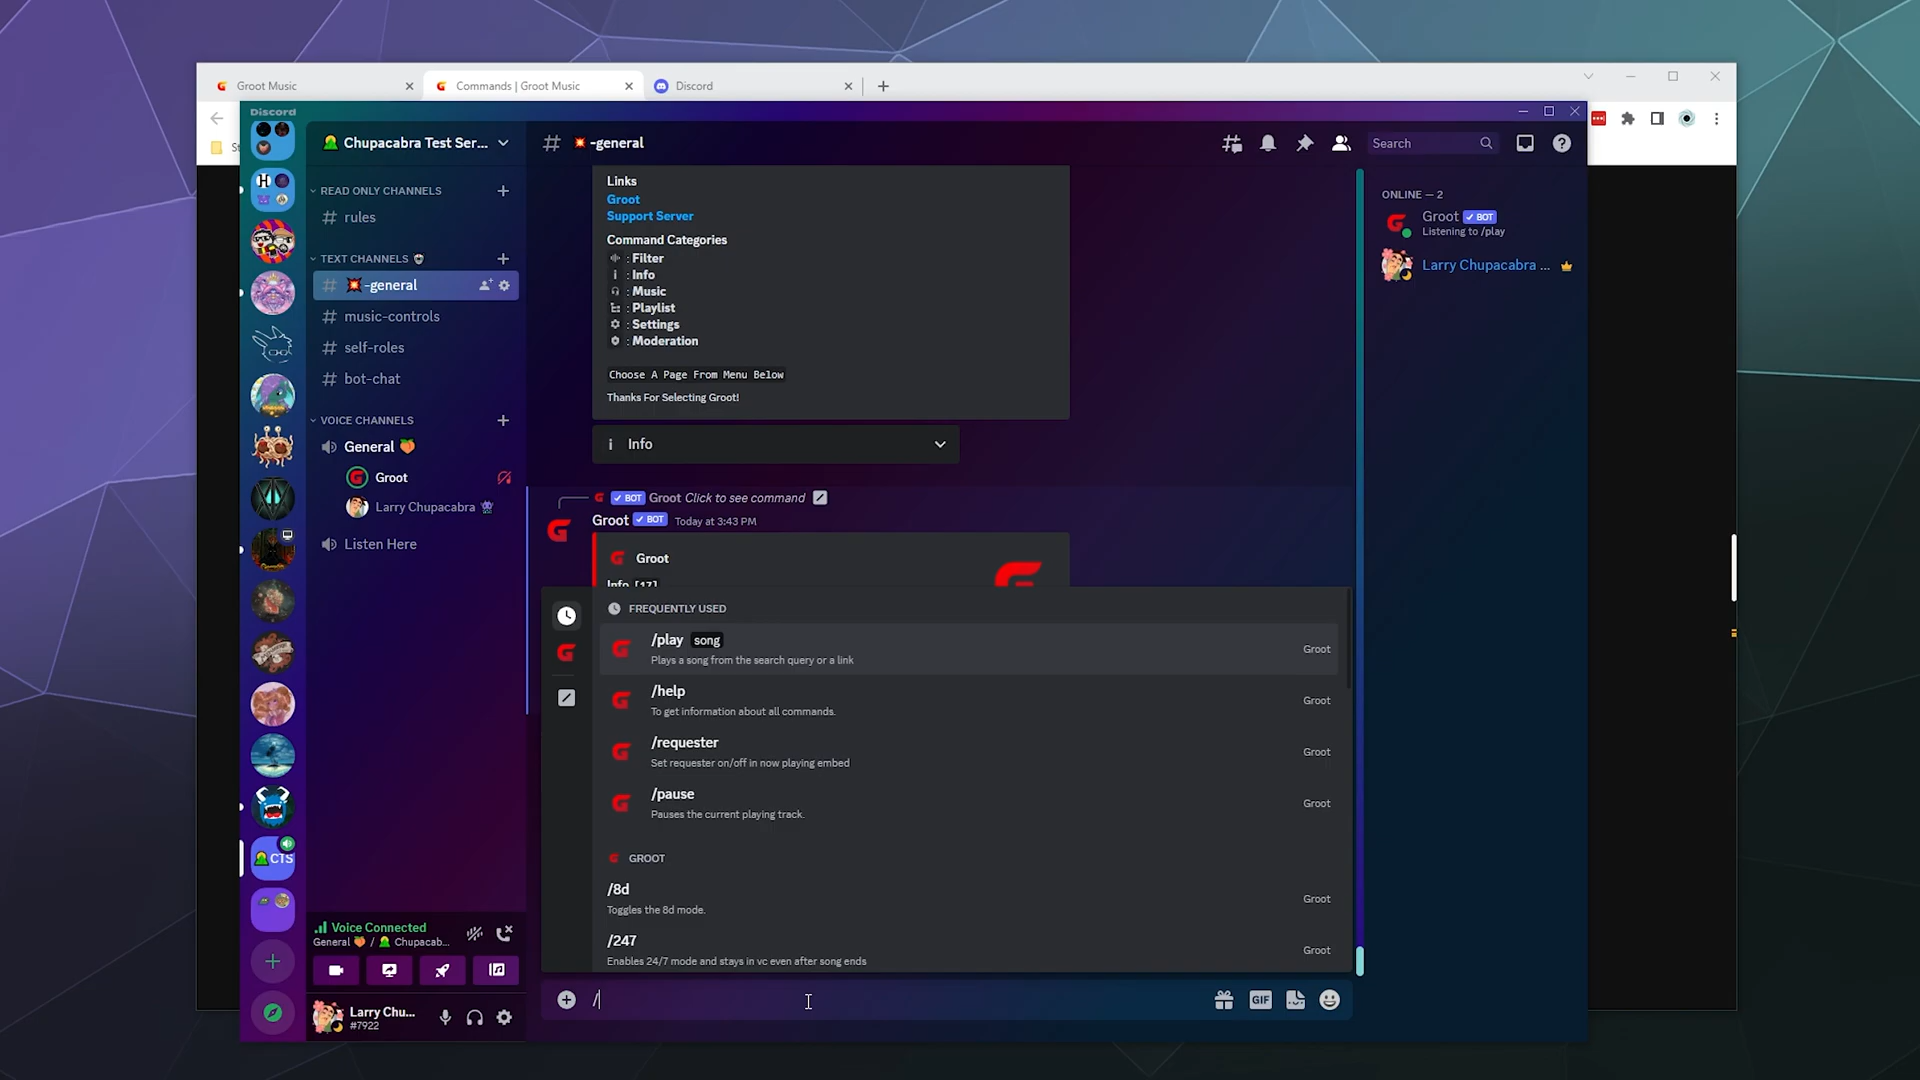 Groot Music
Commands | Groot Music
Discord
Discord
Chupacabra Test Ser...
-general
Search
READ ONLY CHANNELS
rules
TEXT CHANNELS
-general
music-controls
self-roles
bot-chat
VOICE CHANNELS
General
Groot
Larry Chupacabra
Listen Here
Voice Connected
General / Chupacab...
Larry Chu...
#7922
CTS
Links
Groot
Support Server
Command Categories
: Filter
: Info
: Music
: Playlist
: Settings
: Moderation
Choose A Page From Menu Below
Thanks For Selecting Groot!
Info
BOT Groot Click to see command
Groot BOT Today at 3:43 PM
Groot
Info [17]
FREQUENTLY USED
/play song
Plays a song from the search query or a link
Groot
/help
To get information about all commands.
Groot
/requester
Set requester on/off in now playing embed
Groot
/pause
Pauses the current playing track.
Groot
GROOT
/8d
Toggles the 8d mode.
Groot
/247
Enables 24/7 mode and stays in vc even after song ends
Groot
/
GIF
ONLINE — 2
Groot BOT
Listening to /play
Larry Chupacabra ...